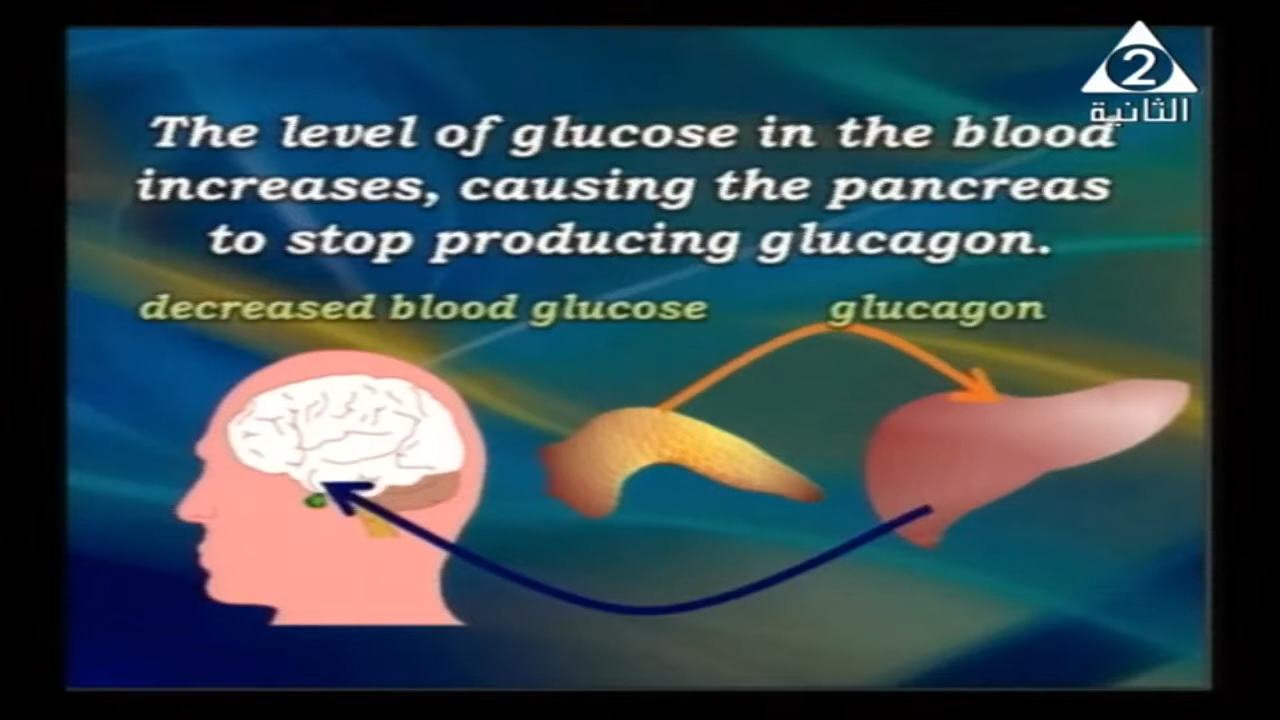 2
الثانية
The level of glucose in the blood
increases, causing the pancreas
to stop producing glucagon.
decreased blood glucose glucagon